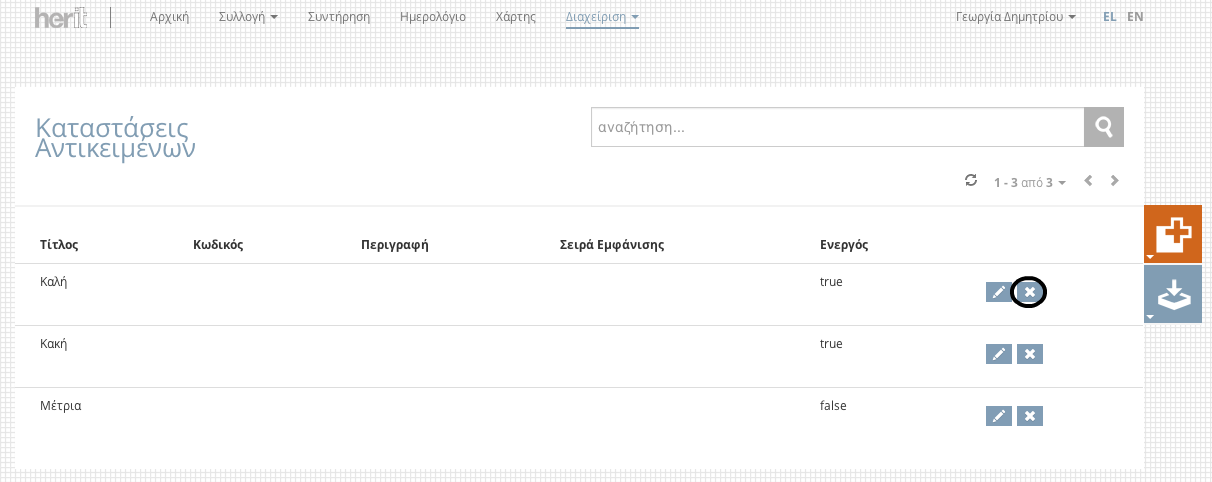 herit Αρχική Συλλογή Συντήρηση Ημερολόγιο Χάρτης Διαχείριση Γεωργία Δημητρίου EL EN
Καταστάσεις
Αντικειμένων
αναζήτηση...
1 - 3 από 3
Τίτλος Κωδικός Περιγραφή Σειρά Εμφάνισης Ενεργός
Καλή true
Κακή true
Μέτρια false